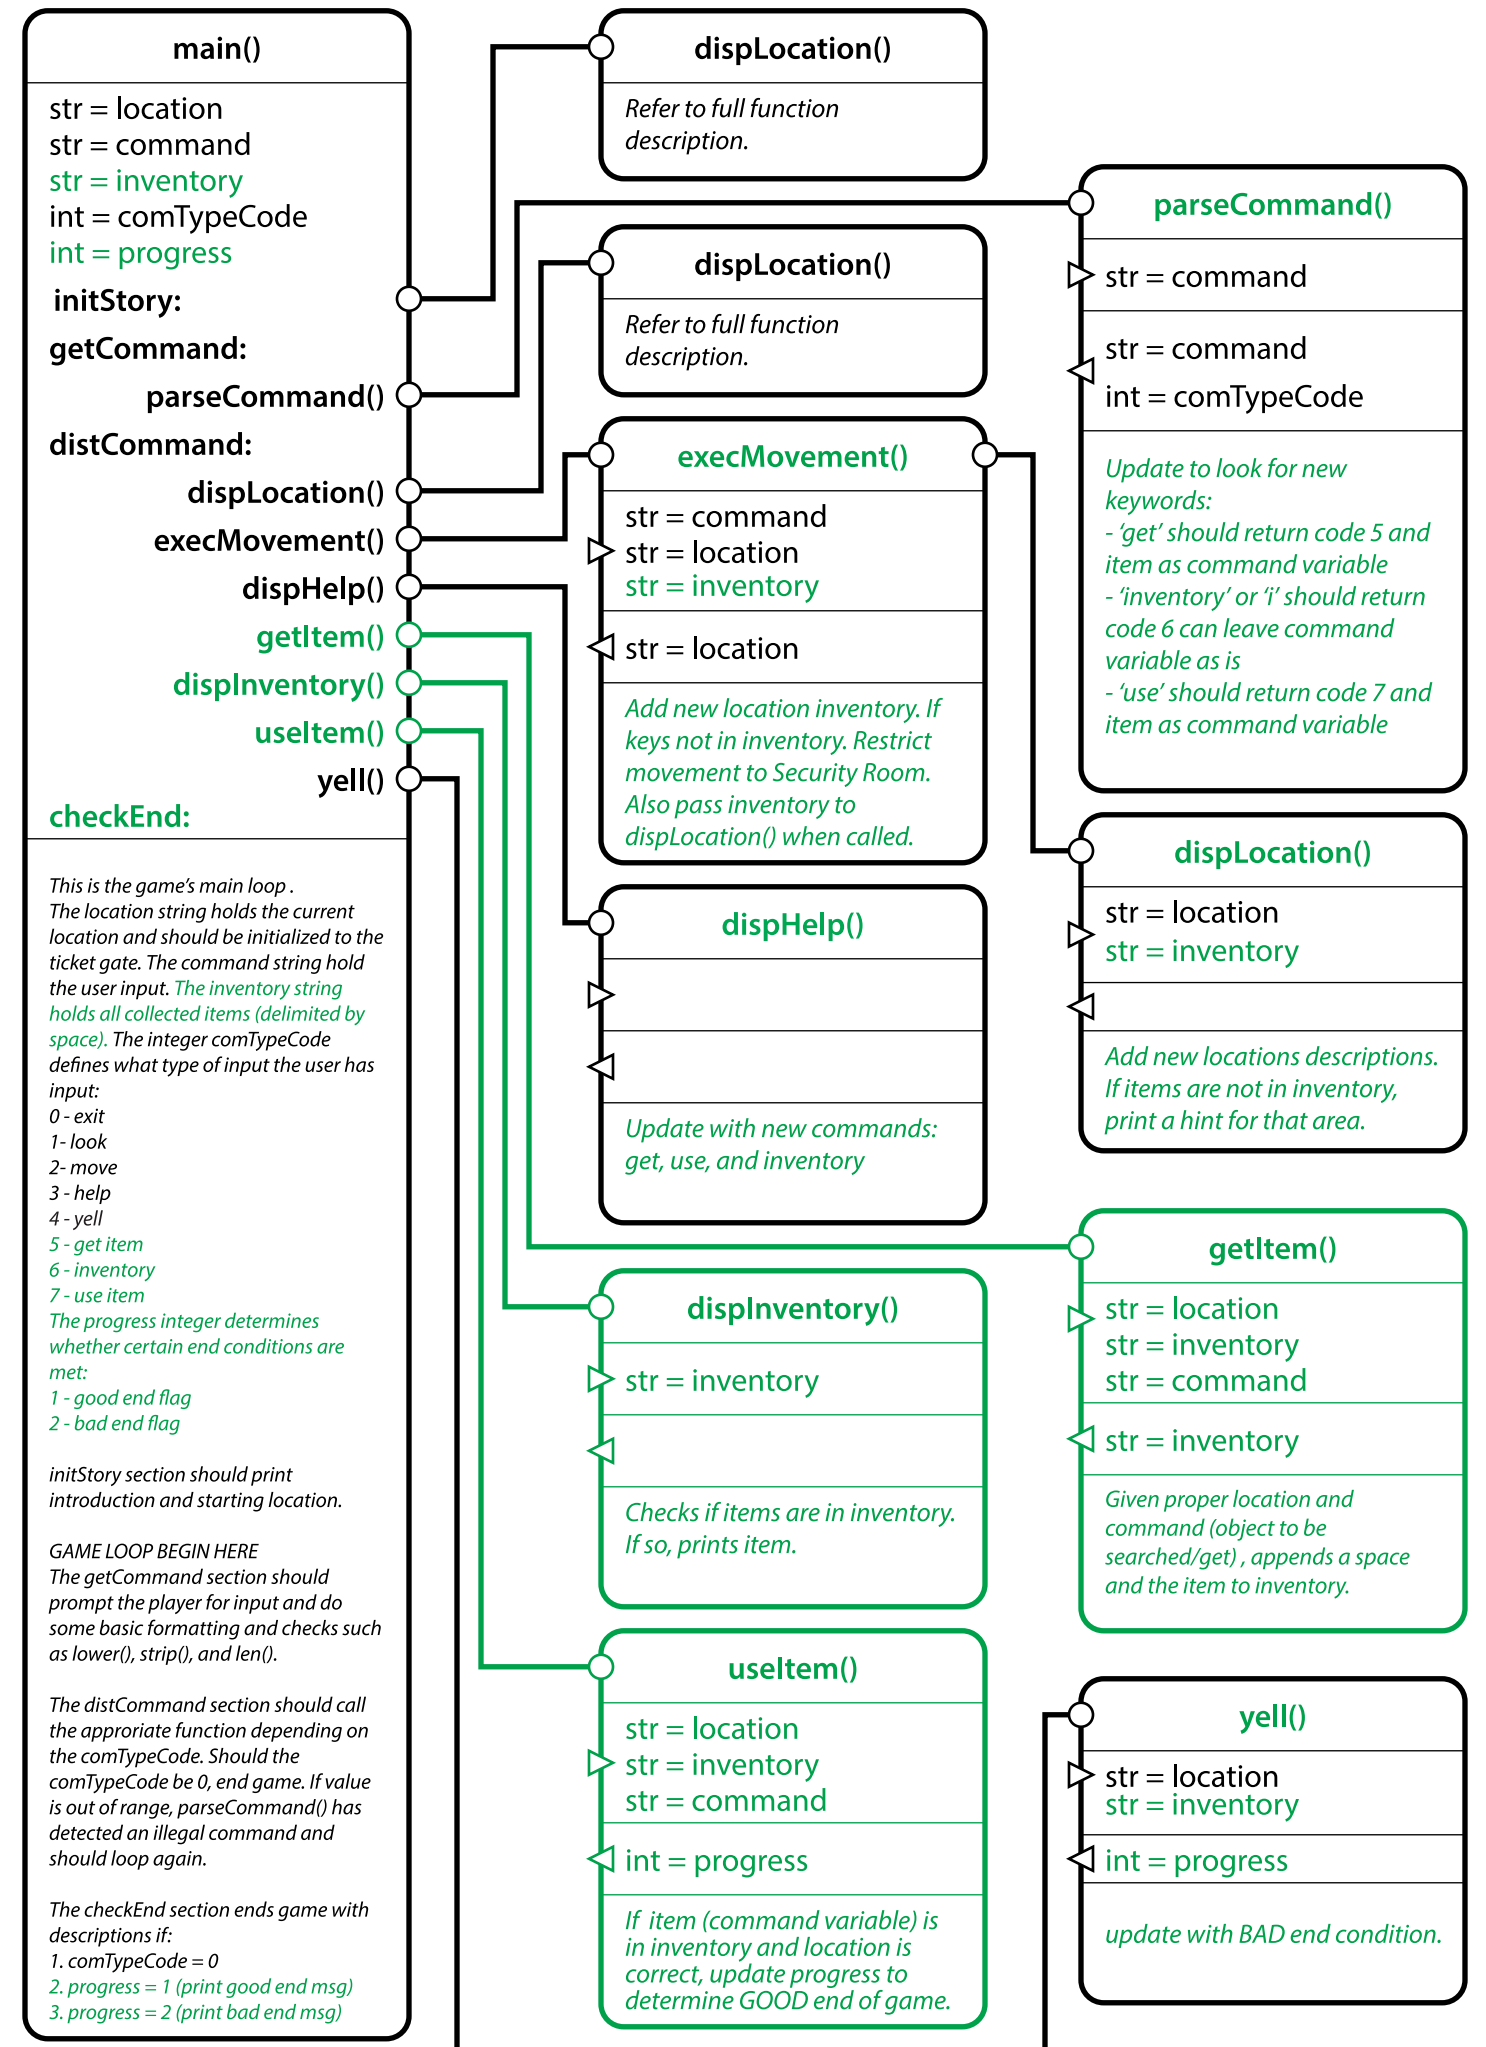 main()
str = location
str = command
str = inventory
int = comTypeCode
int = progress
initStory:
getCommand:
parseCommand()
distCommand:
dispLocation()
execMovement()
dispHelp()
getItem()
dispInventory()
useItem()
yell()
checkEnd:
This is the game's main loop .
The location string holds the current
location and should be initialized to the
ticket gate. The command string hold
the user input. The inventory string
holds all collected items (delimited by
space). The integer comTypeCode
defines what type of input the user has
input:
0 - exit
1- look
2- move
3 - help
4 - yell
5 - get item
6 - inventory
7 - use item
The progress integer determines
whether certain end conditions are
met:
1 - good end flag
2 - bad end flag
initStory section should print
introduction and starting location.
GAME LOOP BEGIN HERE
The getCommand section should
prompt the player for input and do
some basic formatting and checks such
as lower(), strip(), and len().
The distCommand section should call
the approriate function depending on
the comTypeCode. Should the
comTypeCode be 0, end game. If value
is out of range, parseCommand() has
detected an illegal command and
should loop again.
The checkEnd section ends game with
descriptions if:
1. comTypeCode = 0
2. progress = 1 (print good end msg)
3. progress = 2 (print bad end msg)
dispLocation()
Refer to full function
description.
dispLocation()
Refer to full function
description.
execMovement()
str = command
str = location
str = inventory
str = location
Add new location inventory. If
keys not in inventory. Restrict
movement to Security Room.
Also pass inventory to
dispLocation() when called.
dispHelp()
Update with new commands:
get, use, and inventory
dispInventory()
str = inventory
Checks if items are in inventory.
If so, prints item.
useItem()
str = location
str = inventory
str = command
int = progress
If item (command variable) is
in inventory and location is
correct, update progress to
determine GOOD end of game.
parseCommand()
str = command
str = command
int = comTypeCode
Update to look for new
keywords:
- ‘get’ should return code 5 and
item as command variable
- ‘inventory’ or ‘i’ should return
code 6 can leave command
variable as is
- ‘use’ should return code 7 and
item as command variable
dispLocation()
str = location
str = inventory
Add new locations descriptions.
If items are not in inventory,
print a hint for that area.
getItem()
str = location
str = inventory
str = command
str = inventory
Given proper location and
command (object to be
searched/get) , appends a space
and the item to inventory.
yell()
str = location
str = inventory
int = progress
update with BAD end condition.